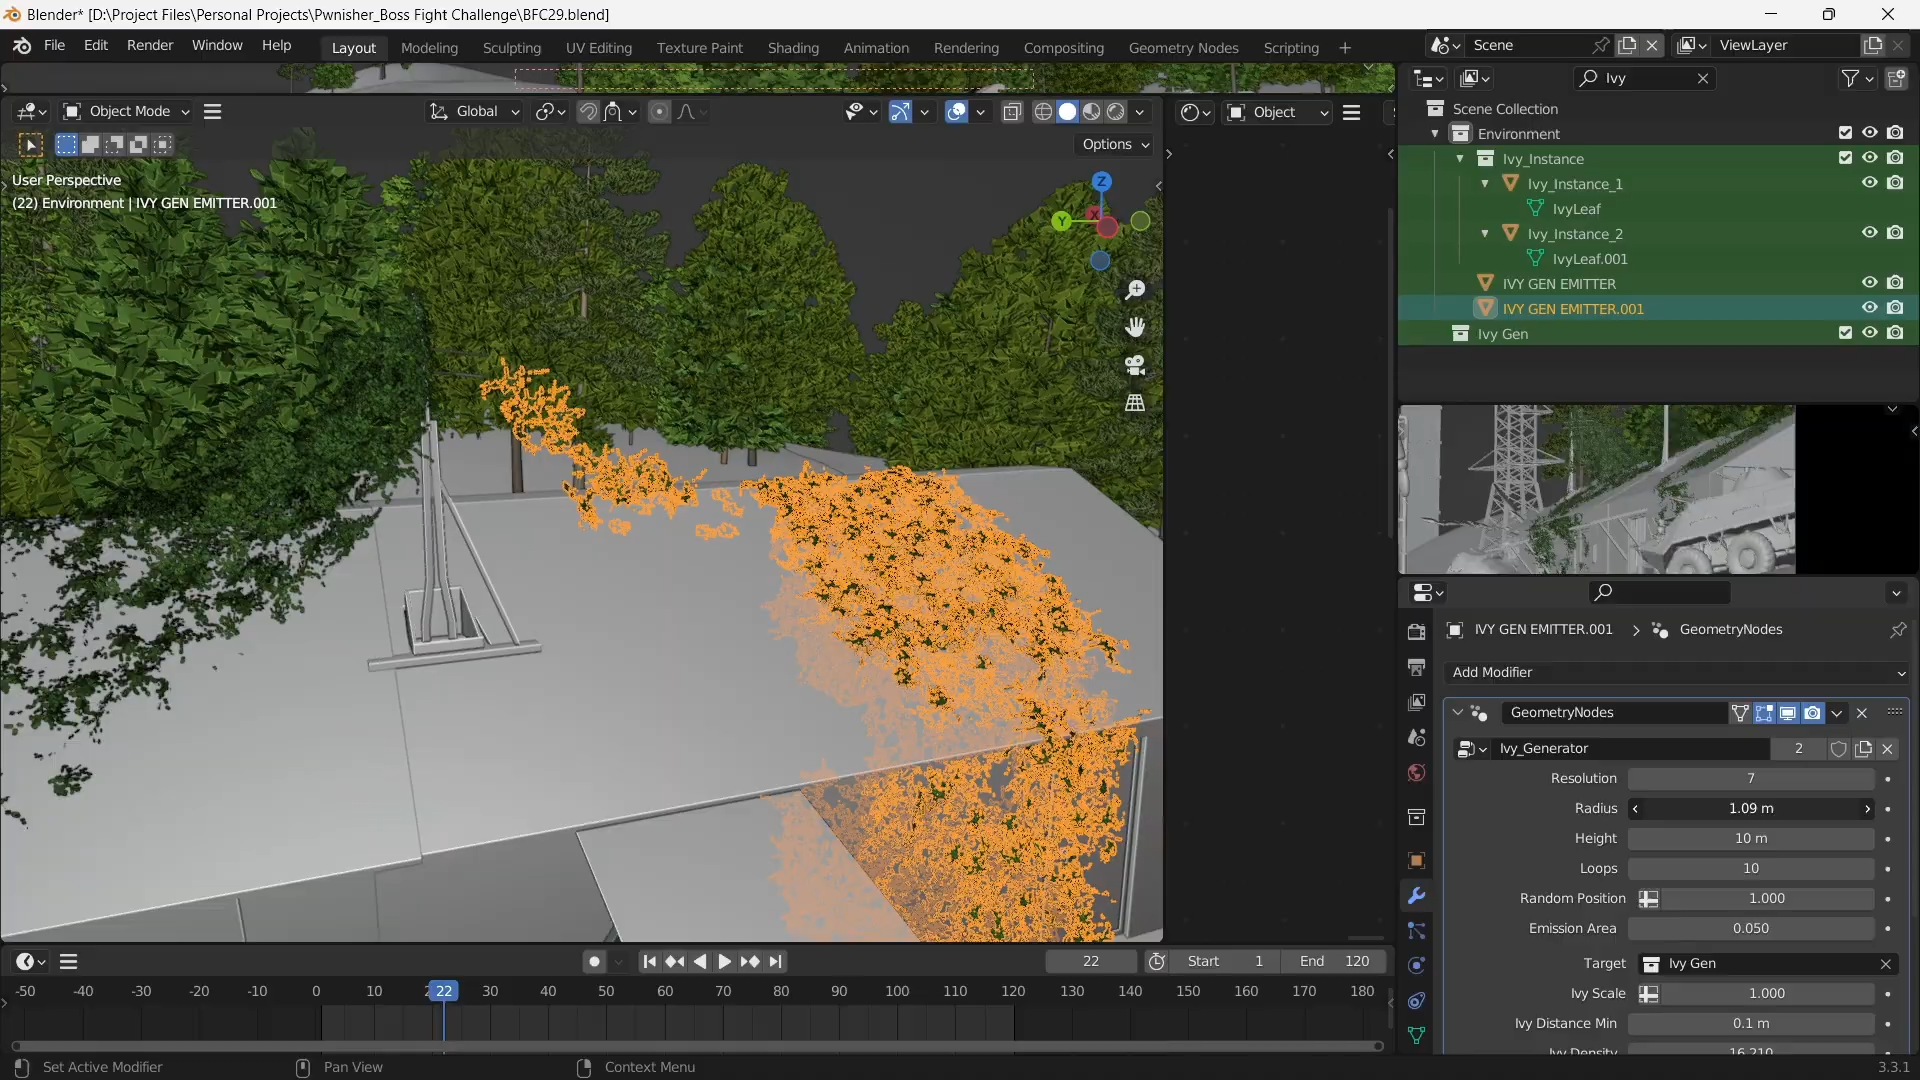 Blender* [D:\Project Files\Personal Projects\Pwnisher_Boss Fight Challenge\BFC29.blend]
File Edit Render Window Help Layout Modeling Sculpting UV Editing Texture Paint Shading Animation Rendering Compositing Geometry Nodes Scripting + Scene ViewLayer
Ivy
Object Mode Global Object
Options
User Perspective
(22) Environment | IVY GEN EMITTER.001
Z
Y
X
Scene Collection
Environment
Ivy_Instance
Ivy_Instance_1
IvyLeaf
Ivy_Instance_2
IvyLeaf.001
IVY GEN EMITTER
IVY GEN EMITTER.001
Ivy Gen
IVY GEN EMITTER.001 > GeometryNodes
Add Modifier
GeometryNodes
Ivy_Generator 2
Resolution 7
Radius 1.09 m
Height 10 m
Loops 10
Random Position 1.000
Emission Area 0.050
Target Ivy Gen
Ivy Scale 1.000
Ivy Distance Min 0.1 m
Ivy Density 16.210
22 Start 1 End 120
-50 -40 -30 -20 -10 0 10 22 30 40 50 60 70 80 90 100 110 120 130 140 150 160 170 180
Set Active Modifier Pan View Context Menu 3.3.1